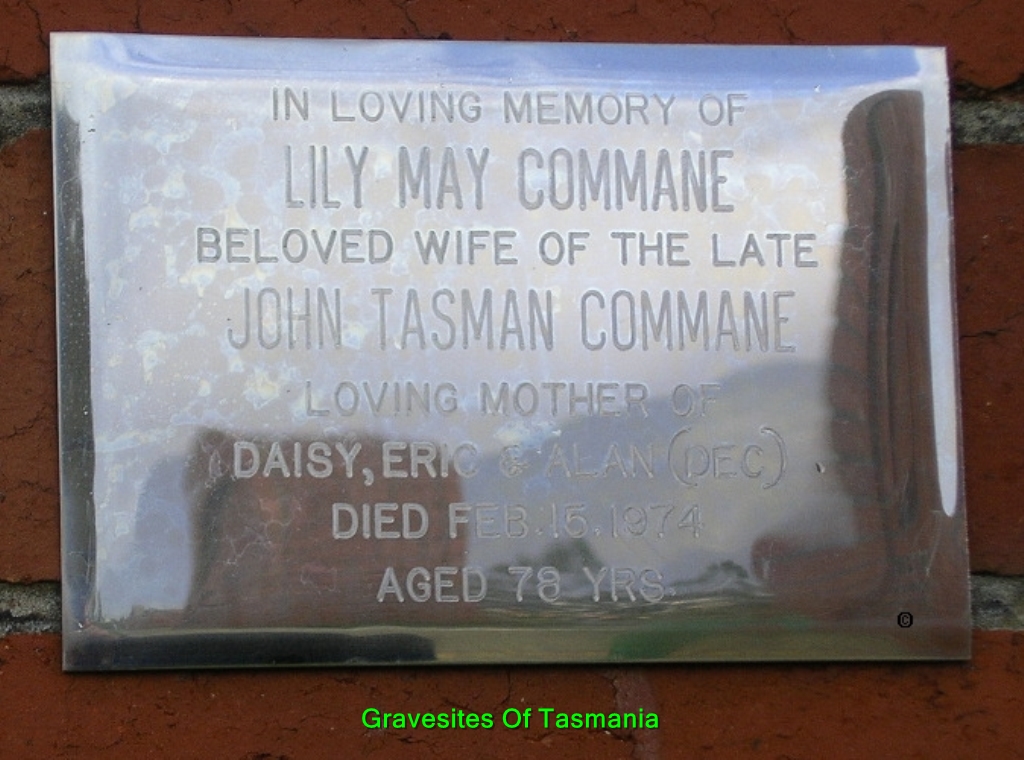 IN LOVING MEMORY OF
LILY MAY COMMANE
BELOVED WIFE OF THE LATE
JOHN TASMAN COMMANE
LOVING MOTHER OF
DAISY, ERIC & ALAN (DEC)
DIED FEB. 15. 1974
AGED 78 YRS.
©
Gravesites Of Tasmania